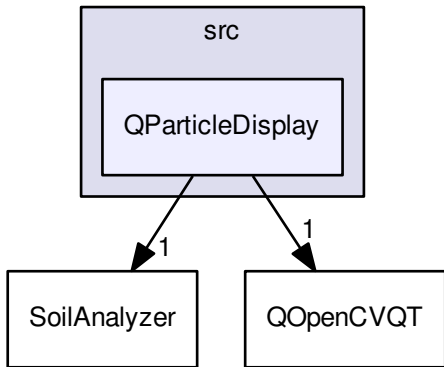 src
QParticleDisplay
1
1
SoilAnalyzer
QOpenCVQT